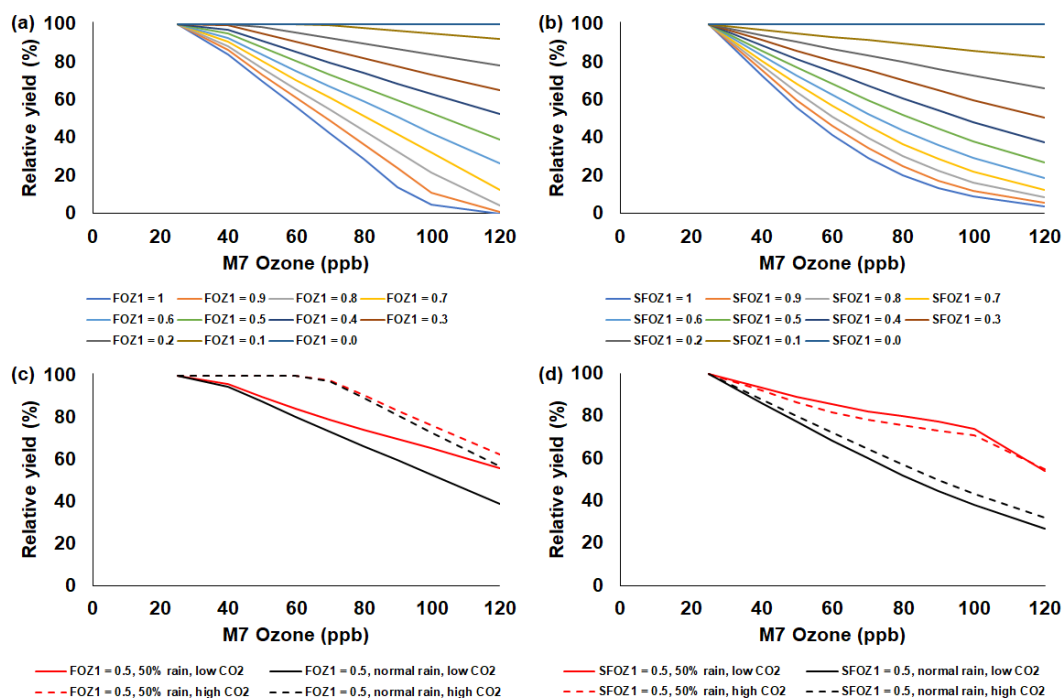 (a)
Relative yield (%)
100
80
60
40
20
0
0 20 40 60 80 100 120
M7 Ozone (ppb)
FOZ1 = 1 FOZ1 = 0.9 FOZ1 = 0.8 FOZ1 = 0.7
FOZ1 = 0.6 FOZ1 = 0.5 FOZ1 = 0.4 FOZ1 = 0.3
FOZ1 = 0.2 FOZ1 = 0.1 FOZ1 = 0.0
(b)
Relative yield (%)
100
80
60
40
20
0
0 20 40 60 80 100 120
M7 Ozone (ppb)
SFOZ1 = 1 SFOZ1 = 0.9 SFOZ1 = 0.8 SFOZ1 = 0.7
SFOZ1 = 0.6 SFOZ1 = 0.5 SFOZ1 = 0.4 SFOZ1 = 0.3
SFOZ1 = 0.2 SFOZ1 = 0.1 SFOZ1 = 0.0
(c)
Relative yield (%)
100
80
60
40
20
0
0 20 40 60 80 100 120
M7 Ozone (ppb)
FOZ1 = 0.5, 50% rain, low CO2 FOZ1 = 0.5, normal rain, low CO2
FOZ1 = 0.5, 50% rain, high CO2 FOZ1 = 0.5, normal rain, high CO2
(d)
Relative yield (%)
100
80
60
40
20
0
0 20 40 60 80 100 120
M7 Ozone (ppb)
SFOZ1 = 0.5, 50% rain, low CO2 SFOZ1 = 0.5, normal rain, low CO2
SFOZ1 = 0.5, 50% rain, high CO2 SFOZ1 = 0.5, normal rain, high CO2